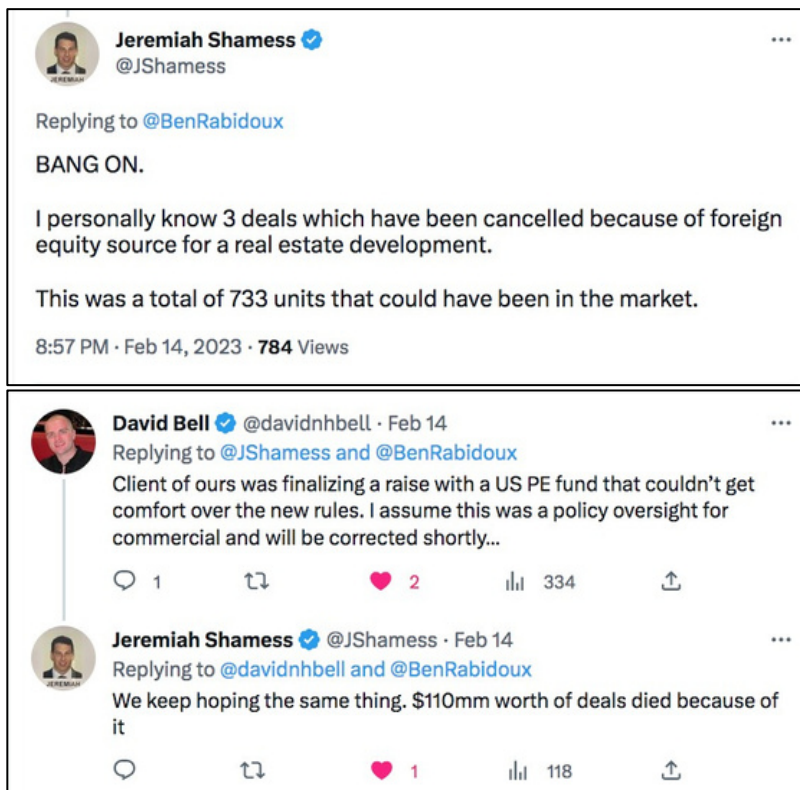 Jeremiah Shamess
@JShamess
JEREMIAH
Replying to @BenRabidoux
BANG ON.
I personally know 3 deals which have been cancelled because of foreign
equity source for a real estate development.
This was a total of 733 units that could have been in the market.
8:57 PM · Feb 14, 2023 · 784 Views
David Bell @davidnhbell · Feb 14
Replying to @JShamess and @BenRabidoux
Client of ours was finalizing a raise with a US PE fund that couldn’t get
comfort over the new rules. I assume this was a policy oversight for
commercial and will be corrected shortly...
1 2 334
Jeremiah Shamess @JShamess · Feb 14
JEREMIAH
Replying to @davidnhbell and @BenRabidoux
We keep hoping the same thing. $110mm worth of deals died because of
it
1 118